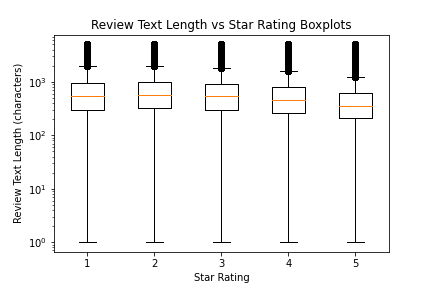 Review Text Length vs Star Rating Boxplots
Review Text Length (characters)
10³
10²
10¹
10⁰
1 2 3 4 5
Star Rating